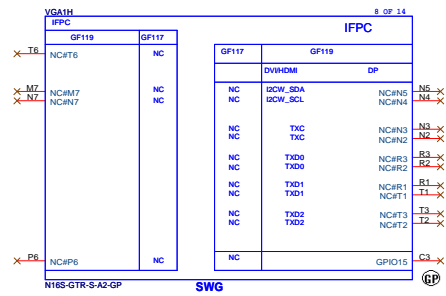 VGA1H 8 OF 14
IFPC IFPC
GF119 GF117 GF117 GF119
DVI/HDMI DP
T6 NC#T6 NC
M7 NC#M7 NC NC I2CW_SDA NC#N5 N5
N7 NC#N7 NC NC I2CW_SCL NC#N4 N4
NC TXC NC#N3 N3
NC TXC NC#N2 N2
NC TXD0 NC#R3 R3
NC TXD0 NC#R2 R2
NC TXD1 NC#R1 R1
NC TXD1 NC#T1 T1
NC TXD2 NC#T3 T3
NC TXD2 NC#T2 T2
P6 NC#P6 NC NC GPIO15 C3
N16S-GTR-S-A2-GP SWG GP